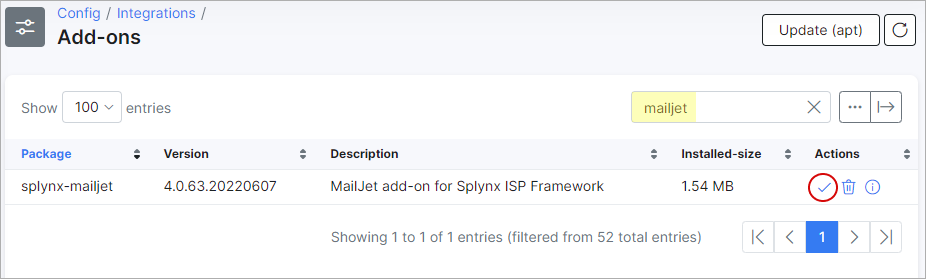 Config / Integrations /
Add-ons
Update (apt)
Show 100 entries
mailjet
Package Version Description Installed-size Actions
splynx-mailjet 4.0.63.20220607 MailJet add-on for Splynx ISP Framework 1.54 MB
Showing 1 to 1 of 1 entries (filtered from 52 total entries)
1